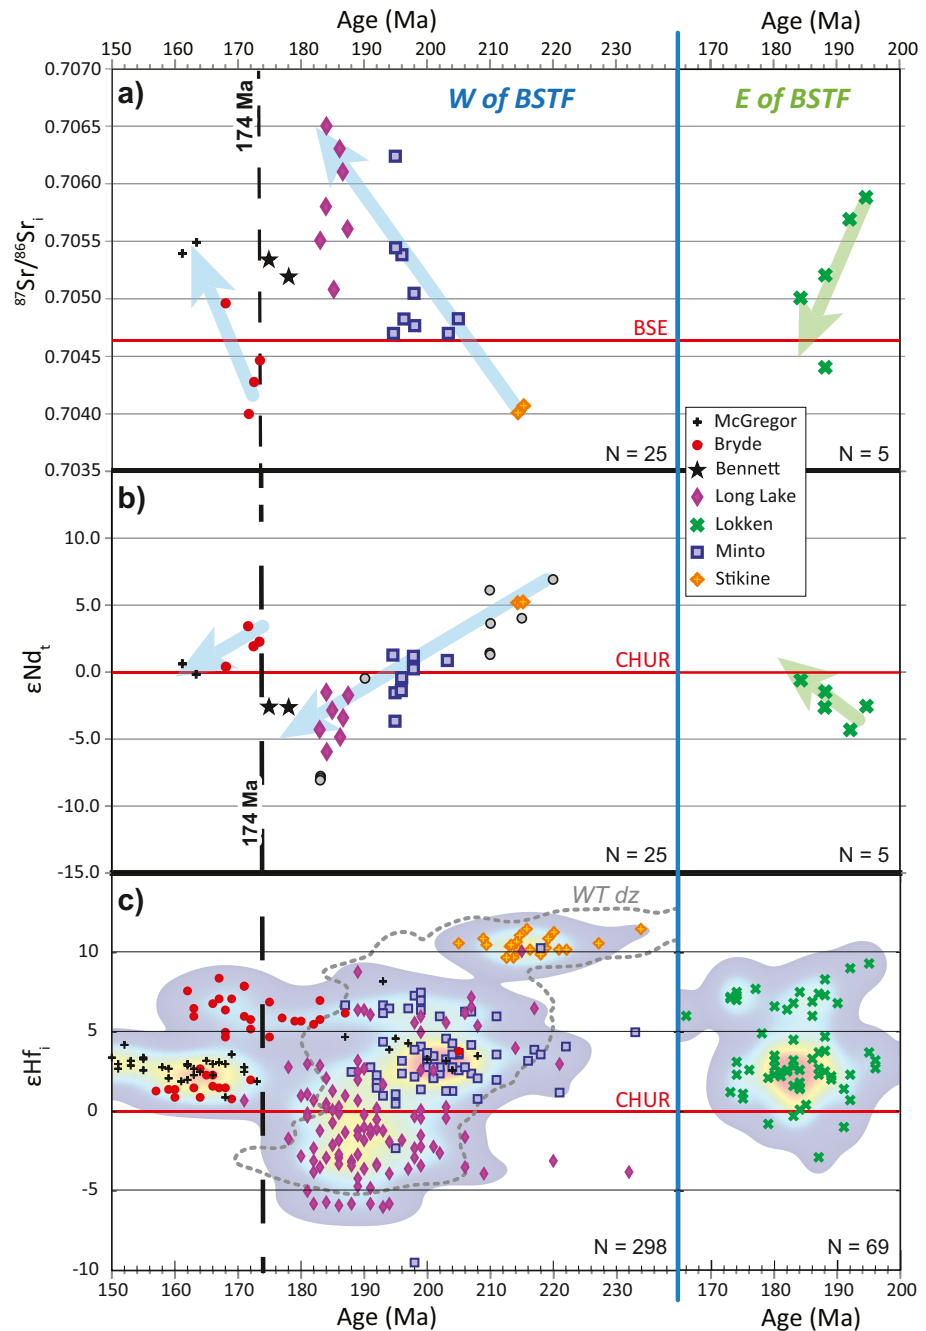 Age (Ma) Age (Ma)
150 160 170 180 190 200 210 220 230 170 180 190 200
a) W of BSTF E of BSTF
174 Ma
0.7070
0.7065
0.7060
0.7055
0.7050
0.7045
0.7040
0.7035
⁸⁷Sr/⁸⁶Srᵢ
BSE
N = 25 N = 5
McGregor
Bryde
Bennett
Long Lake
Lokken
Minto
Stikine
b)
10.0
5.0
0.0
-5.0
-10.0
-15.0
εNdₜ
CHUR
174 Ma
N = 25 N = 5
c) WT dz
10
5
0
-5
-10
εHfᵢ
CHUR
N = 298 N = 69
150 160 170 180 190 200 210 220 230 170 180 190 200
Age (Ma) Age (Ma)